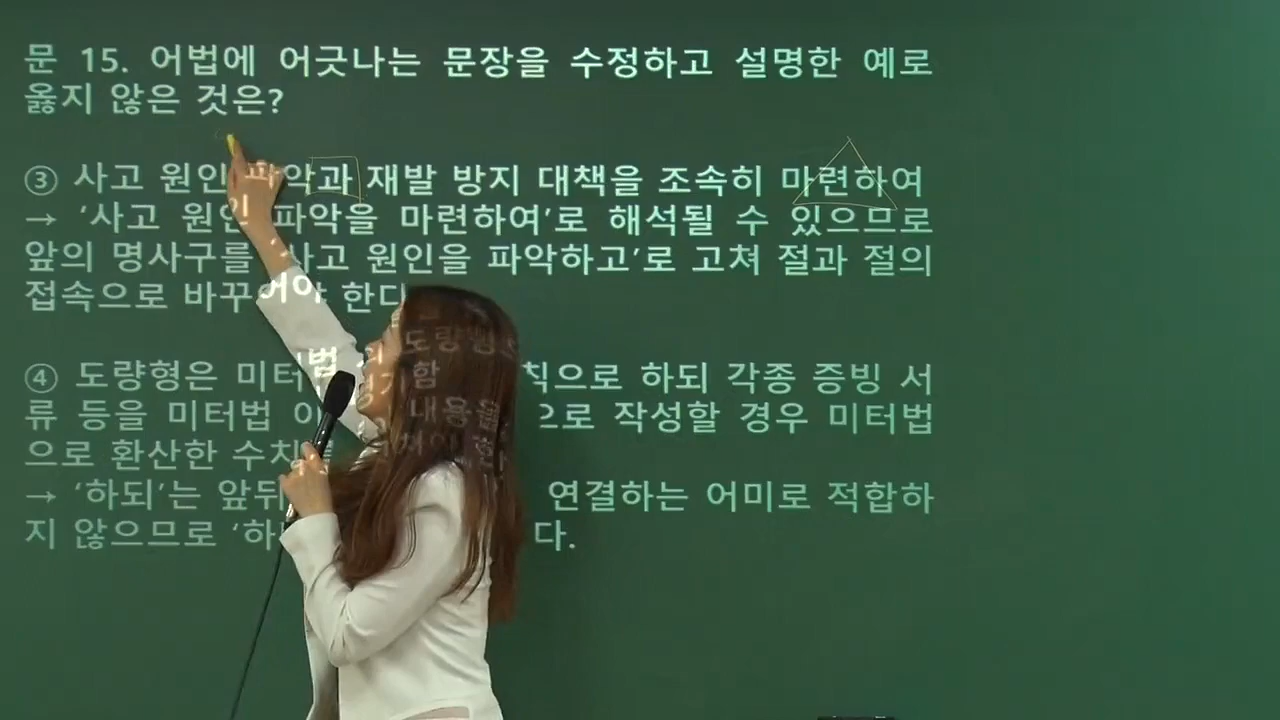 문 15. 어법에 어긋나는 문장을 수정하고 설명한 예로
옳지 않은 것은?
③ 사고 원인 파악과 재발 방지 대책을 조속히 마련하여
→ ‘사고 원인 파악을 마련하여’로 해석될 수 있으므로
앞의 명사구를 ‘사고 원인을 파악하고’로 고쳐 절과 절의
접속으로 바꾸어야 한다
④ 도량형은 미터법 칙으로 하되 각종 증빙 서
류 등을 미터법 이 으로 작성할 경우 미터법
으로 환산한 수치를
→ ‘하되’는 앞뒤 내용을 연결하는 어미로 적합하
지 않으므로 다.